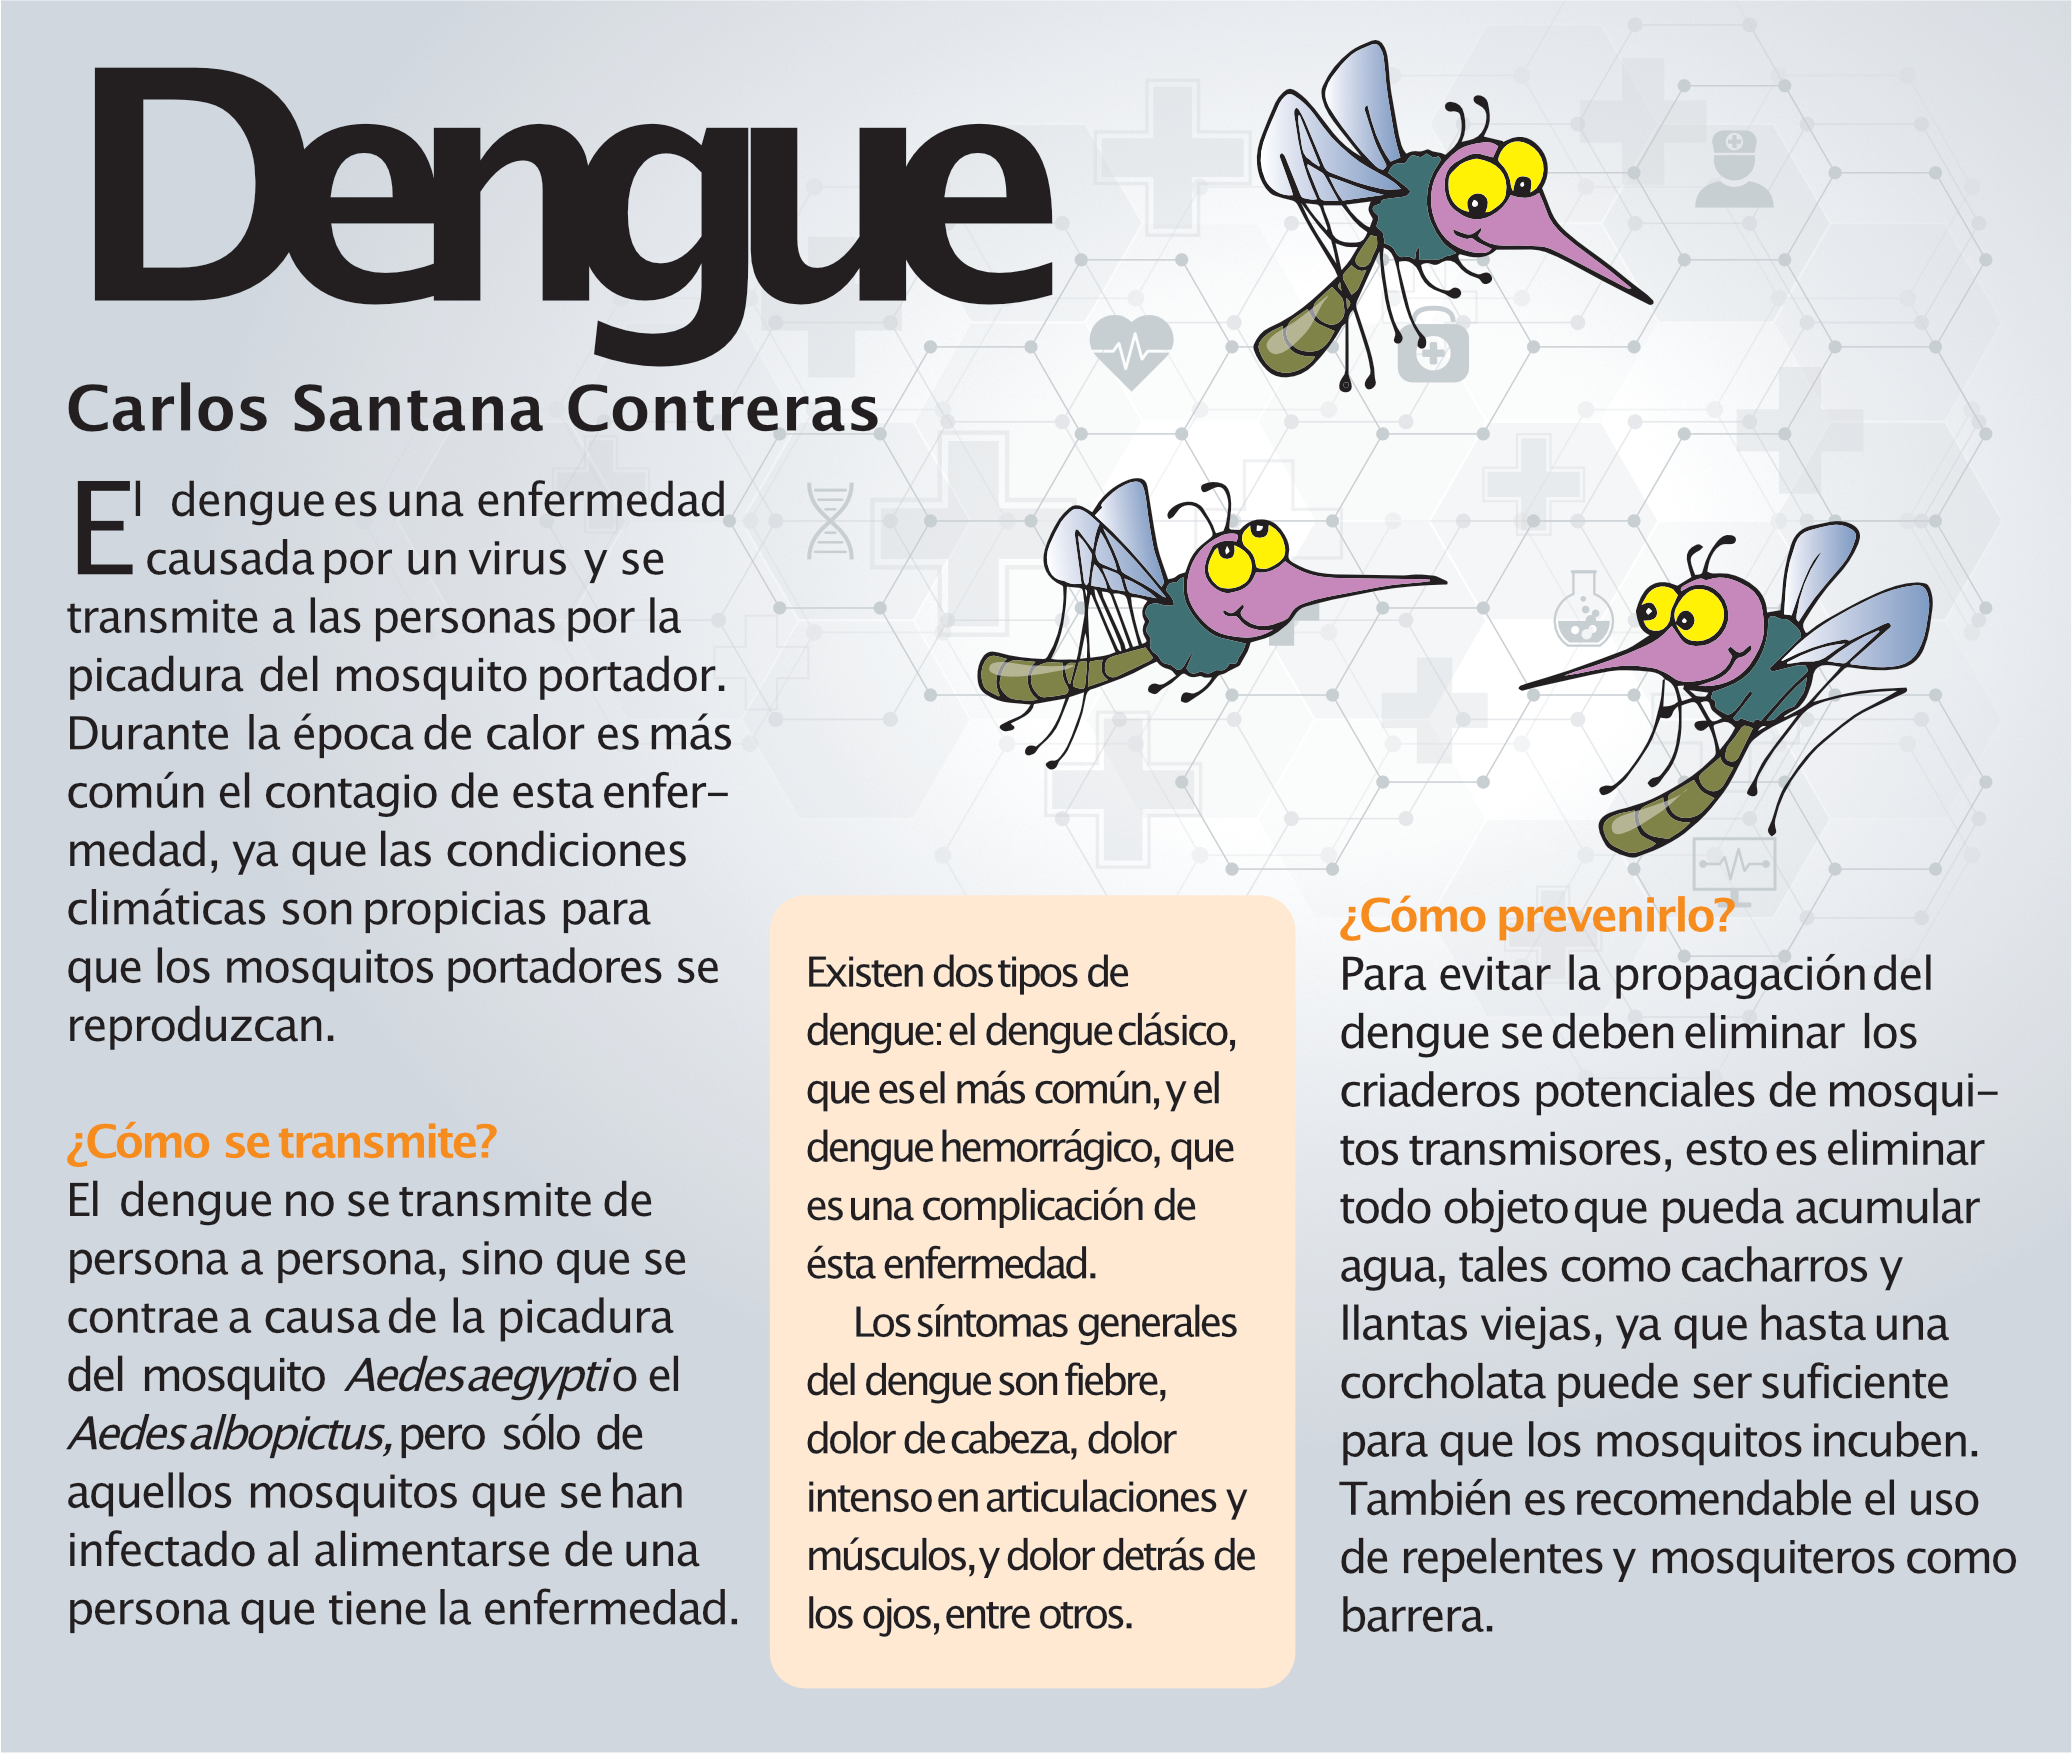 Dengue
Carlos Santana Contreras
El dengue es una enfermedad
causada por un virus y se
transmite a las personas por la
picadura del mosquito portador.
Durante la época de calor es más
común el contagio de esta enfer-
medad, ya que las condiciones
climáticas son propicias para
que los mosquitos portadores se
reproduzcan.
¿Cómo se transmite?
El dengue no se transmite de
persona a persona, sino que se
contrae a causa de la picadura
del mosquito Aedes aegypti o el
Aedes albopictus, pero sólo de
aquellos mosquitos que se han
infectado al alimentarse de una
persona que tiene la enfermedad.
Existen dos tipos de
dengue: el dengue clásico,
que es el más común, y el
dengue hemorrágico, que
es una complicación de
ésta enfermedad.
Los síntomas generales
del dengue son fiebre,
dolor de cabeza, dolor
intenso en articulaciones y
músculos, y dolor detrás de
los ojos, entre otros.
¿Cómo prevenirlo?
Para evitar la propagación del
dengue se deben eliminar los
criaderos potenciales de mosqui-
tos transmisores, esto es eliminar
todo objeto que pueda acumular
agua, tales como cacharros y
llantas viejas, ya que hasta una
corcholata puede ser suficiente
para que los mosquitos incuben.
También es recomendable el uso
de repelentes y mosquiteros como
barrera.